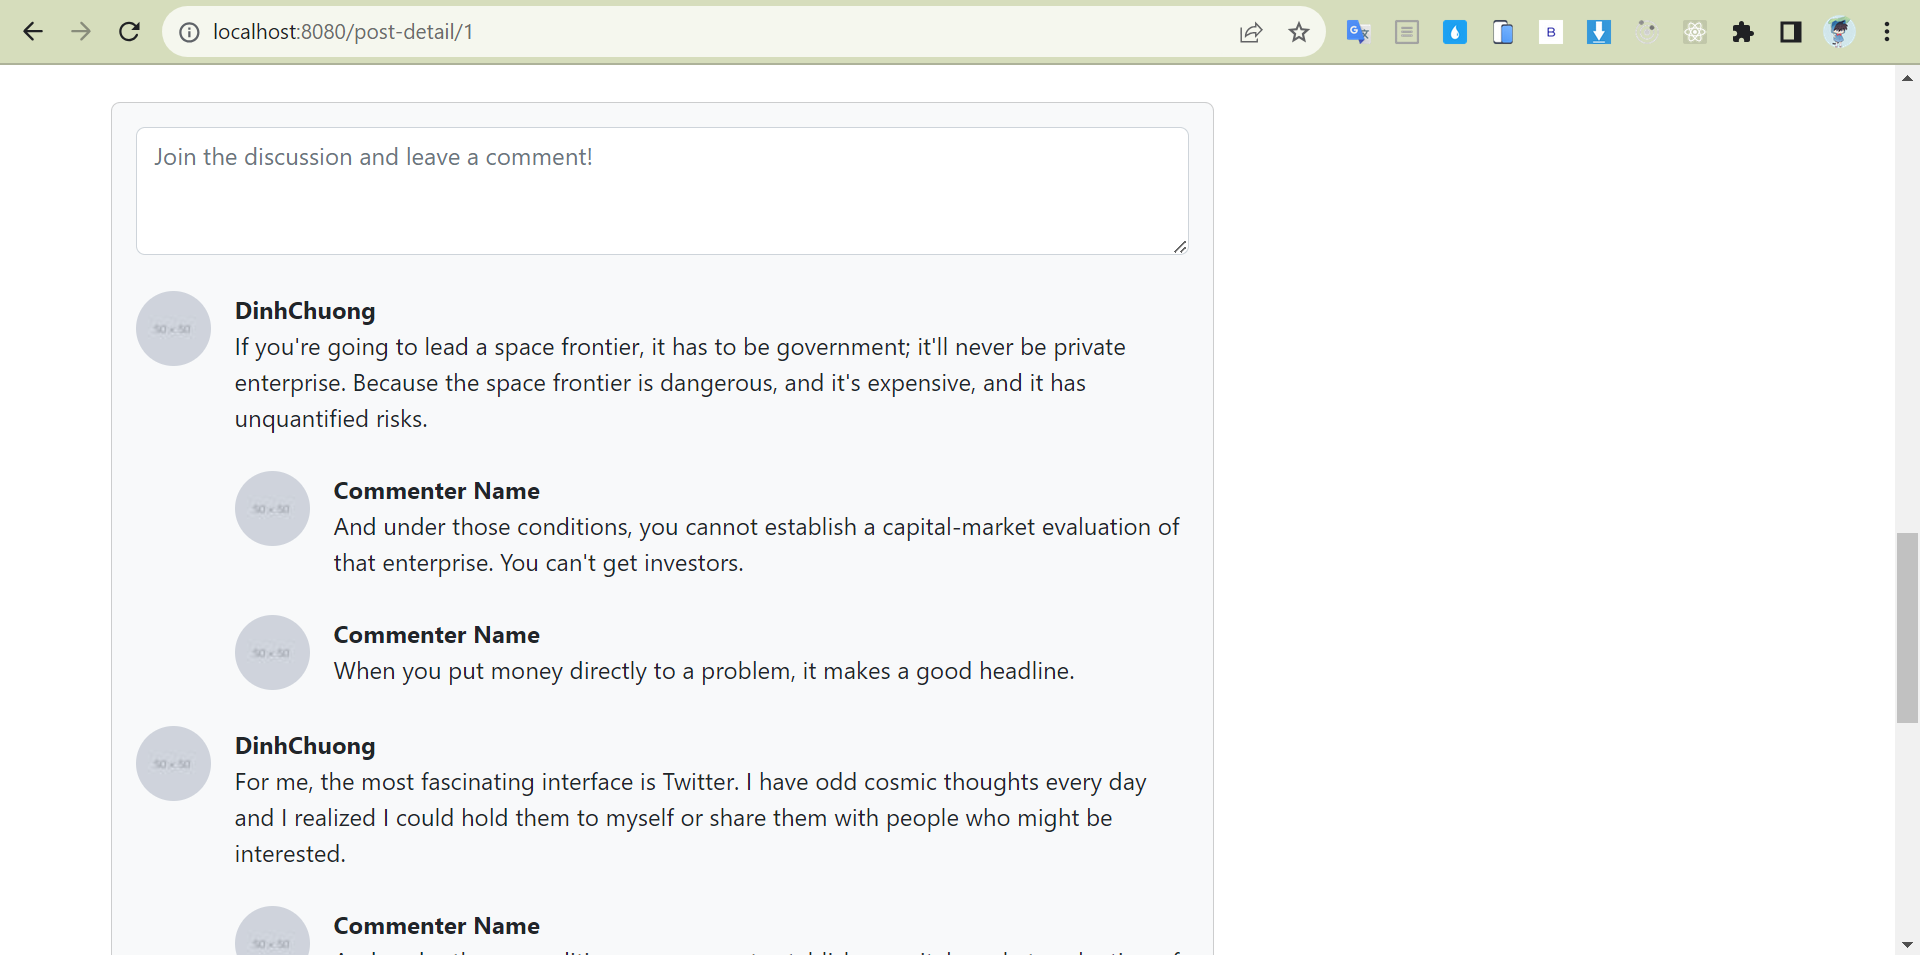 localhost:8080/post-detail/1
B
Join the discussion and leave a comment!
50 x 50
DinhChuong
If you're going to lead a space frontier, it has to be government; it'll never be private
enterprise. Because the space frontier is dangerous, and it's expensive, and it has
unquantified risks.
50 x 50
Commenter Name
And under those conditions, you cannot establish a capital-market evaluation of
that enterprise. You can't get investors.
50 x 50
Commenter Name
When you put money directly to a problem, it makes a good headline.
50 x 50
DinhChuong
For me, the most fascinating interface is Twitter. I have odd cosmic thoughts every day
and I realized I could hold them to myself or share them with people who might be
interested.
50 x 50
Commenter Name